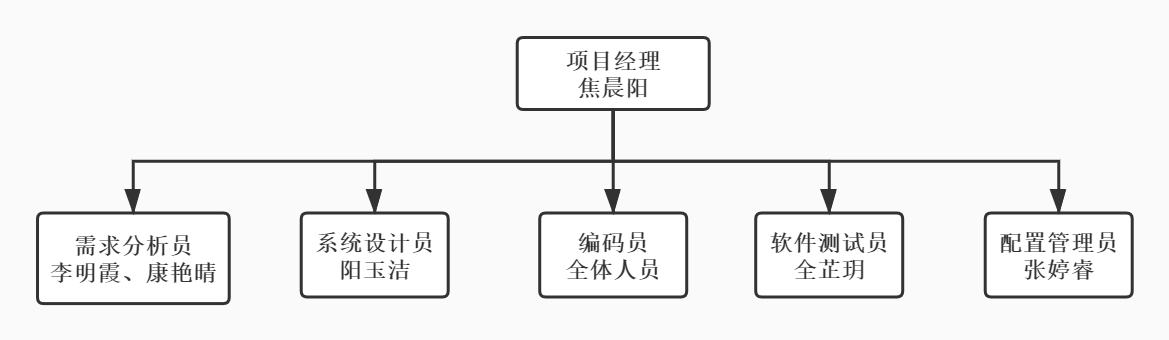 项目经理
焦晨阳
需求分析员
李明霞、康艳晴
系统设计员
阳玉洁
编码员
全体人员
软件测试员
全芷玥
配置管理员
张婷睿